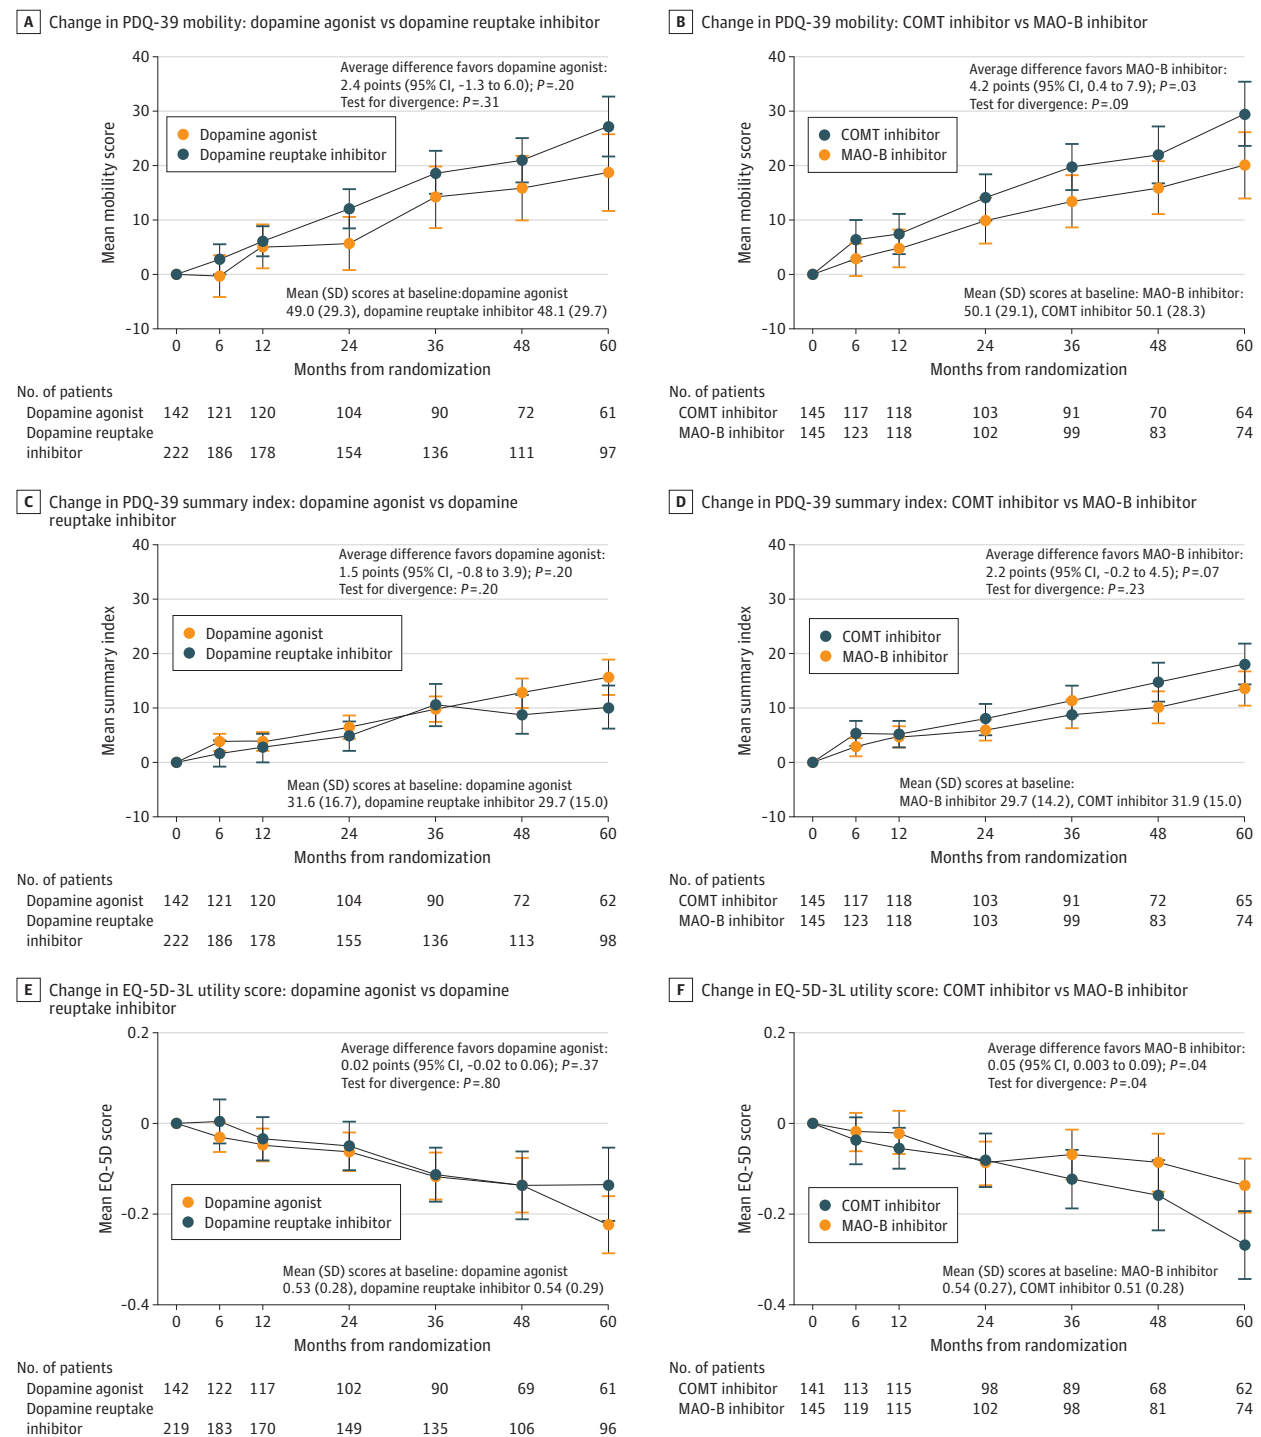 A Change in PDQ-39 mobility: dopamine agonist vs dopamine reuptake inhibitor
40
30
20
10
0
-10
Mean mobility score
Average difference favors dopamine agonist:
2.4 points (95% CI, -1.3 to 6.0); P=.20
Test for divergence: P=.31
Dopamine agonist
Dopamine reuptake inhibitor
Mean (SD) scores at baseline:dopamine agonist
49.0 (29.3), dopamine reuptake inhibitor 48.1 (29.7)
0 6 12 24 36 48 60
Months from randomization
No. of patients
Dopamine agonist 142 121 120 104 90 72 61
Dopamine reuptake
inhibitor 222 186 178 154 136 111 97
B Change in PDQ-39 mobility: COMT inhibitor vs MAO-B inhibitor
40
30
20
10
0
-10
Mean mobility score
Average difference favors MAO-B inhibitor:
4.2 points (95% CI, 0.4 to 7.9); P=.03
Test for divergence: P=.09
COMT inhibitor
MAO-B inhibitor
Mean (SD) scores at baseline: MAO-B inhibitor:
50.1 (29.1), COMT inhibitor 50.1 (28.3)
0 6 12 24 36 48 60
Months from randomization
No. of patients
COMT inhibitor 145 117 118 103 91 70 64
MAO-B inhibitor 145 123 118 102 99 83 74
C Change in PDQ-39 summary index: dopamine agonist vs dopamine
reuptake inhibitor
40
30
20
10
0
-10
Mean summary index
Average difference favors dopamine agonist:
1.5 points (95% CI, -0.8 to 3.9); P=.20
Test for divergence: P=.20
Dopamine agonist
Dopamine reuptake inhibitor
Mean (SD) scores at baseline: dopamine agonist
31.6 (16.7), dopamine reuptake inhibitor 29.7 (15.0)
0 6 12 24 36 48 60
Months from randomization
No. of patients
Dopamine agonist 142 121 120 104 90 72 62
Dopamine reuptake
inhibitor 222 186 178 155 136 113 98
D Change in PDQ-39 summary index: COMT inhibitor vs MAO-B inhibitor
40
30
20
10
0
-10
Mean summary index
Average difference favors MAO-B inhibitor:
2.2 points (95% CI, -0.2 to 4.5); P=.07
Test for divergence: P=.23
COMT inhibitor
MAO-B inhibitor
Mean (SD) scores at baseline:
MAO-B inhibitor 29.7 (14.2), COMT inhibitor 31.9 (15.0)
0 6 12 24 36 48 60
Months from randomization
No. of patients
COMT inhibitor 145 117 118 103 91 72 65
MAO-B inhibitor 145 123 118 103 99 83 74
E Change in EQ-5D-3L utility score: dopamine agonist vs dopamine
reuptake inhibitor
0.2
0
-0.2
-0.4
Mean EQ-5D score
Average difference favors dopamine agonist:
0.02 points (95% CI, -0.02 to 0.06); P=.37
Test for divergence: P=.80
Dopamine agonist
Dopamine reuptake inhibitor
Mean (SD) scores at baseline: dopamine agonist
0.53 (0.28), dopamine reuptake inhibitor 0.54 (0.29)
0 6 12 24 36 48 60
Months from randomization
No. of patients
Dopamine agonist 142 122 117 102 90 69 61
Dopamine reuptake
inhibitor 219 183 170 149 135 106 96
F Change in EQ-5D-3L utility score: COMT inhibitor vs MAO-B inhibitor
0.2
0
-0.2
-0.4
Mean EQ-5D score
Average difference favors MAO-B inhibitor:
0.05 (95% CI, 0.003 to 0.09); P=.04
Test for divergence: P=.04
COMT inhibitor
MAO-B inhibitor
Mean (SD) scores at baseline: MAO-B inhibitor
0.54 (0.27), COMT inhibitor 0.51 (0.28)
0 6 12 24 36 48 60
Months from randomization
No. of patients
COMT inhibitor 141 113 115 98 89 68 62
MAO-B inhibitor 145 119 115 102 98 81 74